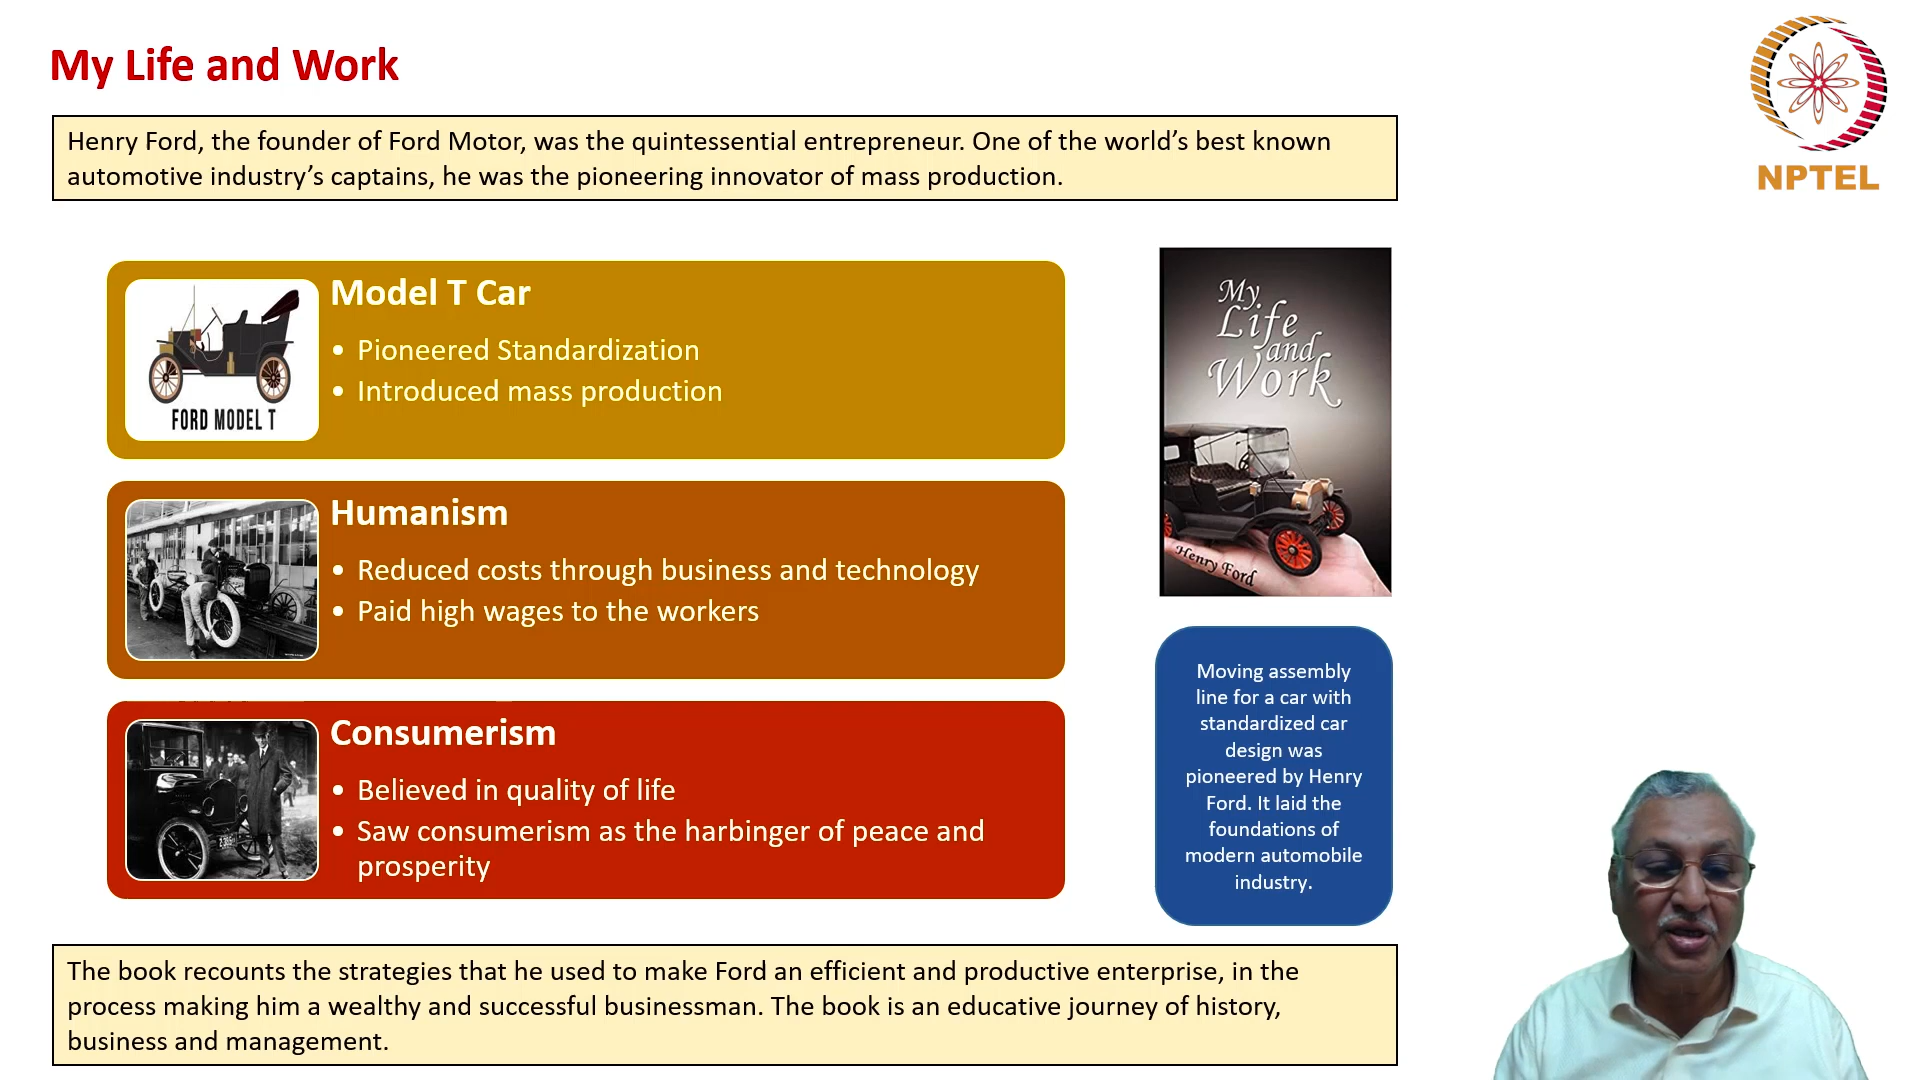 My Life and Work
NPTEL
Henry Ford, the founder of Ford Motor, was the quintessential entrepreneur. One of the world’s best known
automotive industry’s captains, he was the pioneering innovator of mass production.
FORD MODEL T
Model T Car
• Pioneered Standardization
• Introduced mass production
Humanism
• Reduced costs through business and technology
• Paid high wages to the workers
Consumerism
• Believed in quality of life
• Saw consumerism as the harbinger of peace and
prosperity
My
Life
and
Work
Henry Ford
Moving assembly
line for a car with
standardized car
design was
pioneered by Henry
Ford. It laid the
foundations of
modern automobile
industry.
The book recounts the strategies that he used to make Ford an efficient and productive enterprise, in the
process making him a wealthy and successful businessman. The book is an educative journey of history,
business and management.